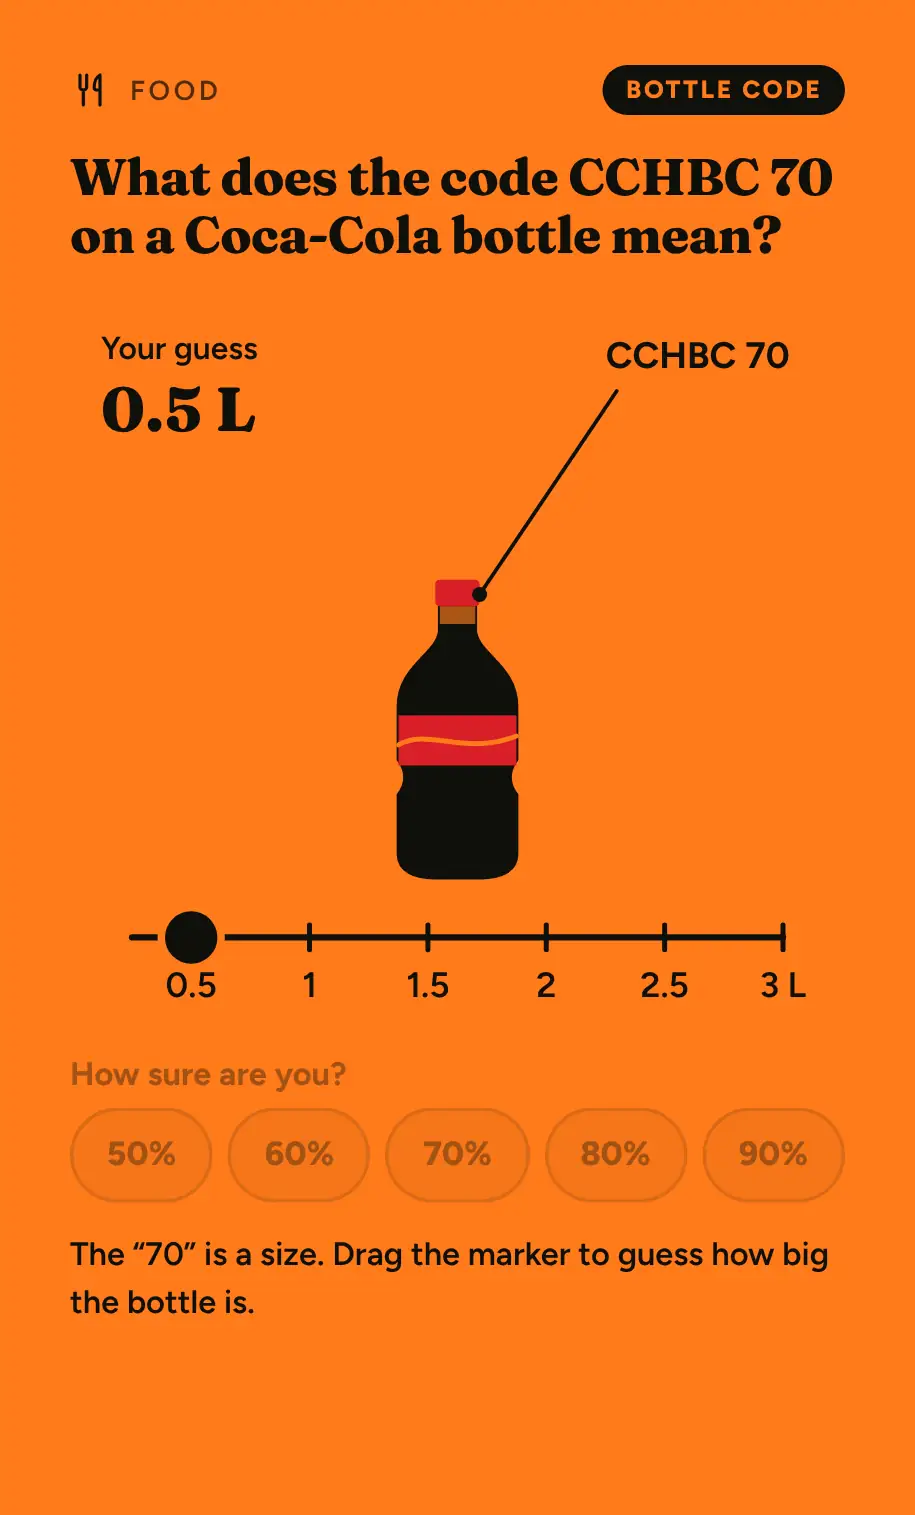 FOOD
BOTTLE CODE
What does the code CCHBC 70
on a Coca-Cola bottle mean?
Your guess
0.5 L
CCHBC 70
0.5 1 1.5 2 2.5 3 L
How sure are you?
50% 60% 70% 80% 90%
The “70” is a size. Drag the marker to guess how big
the bottle is.